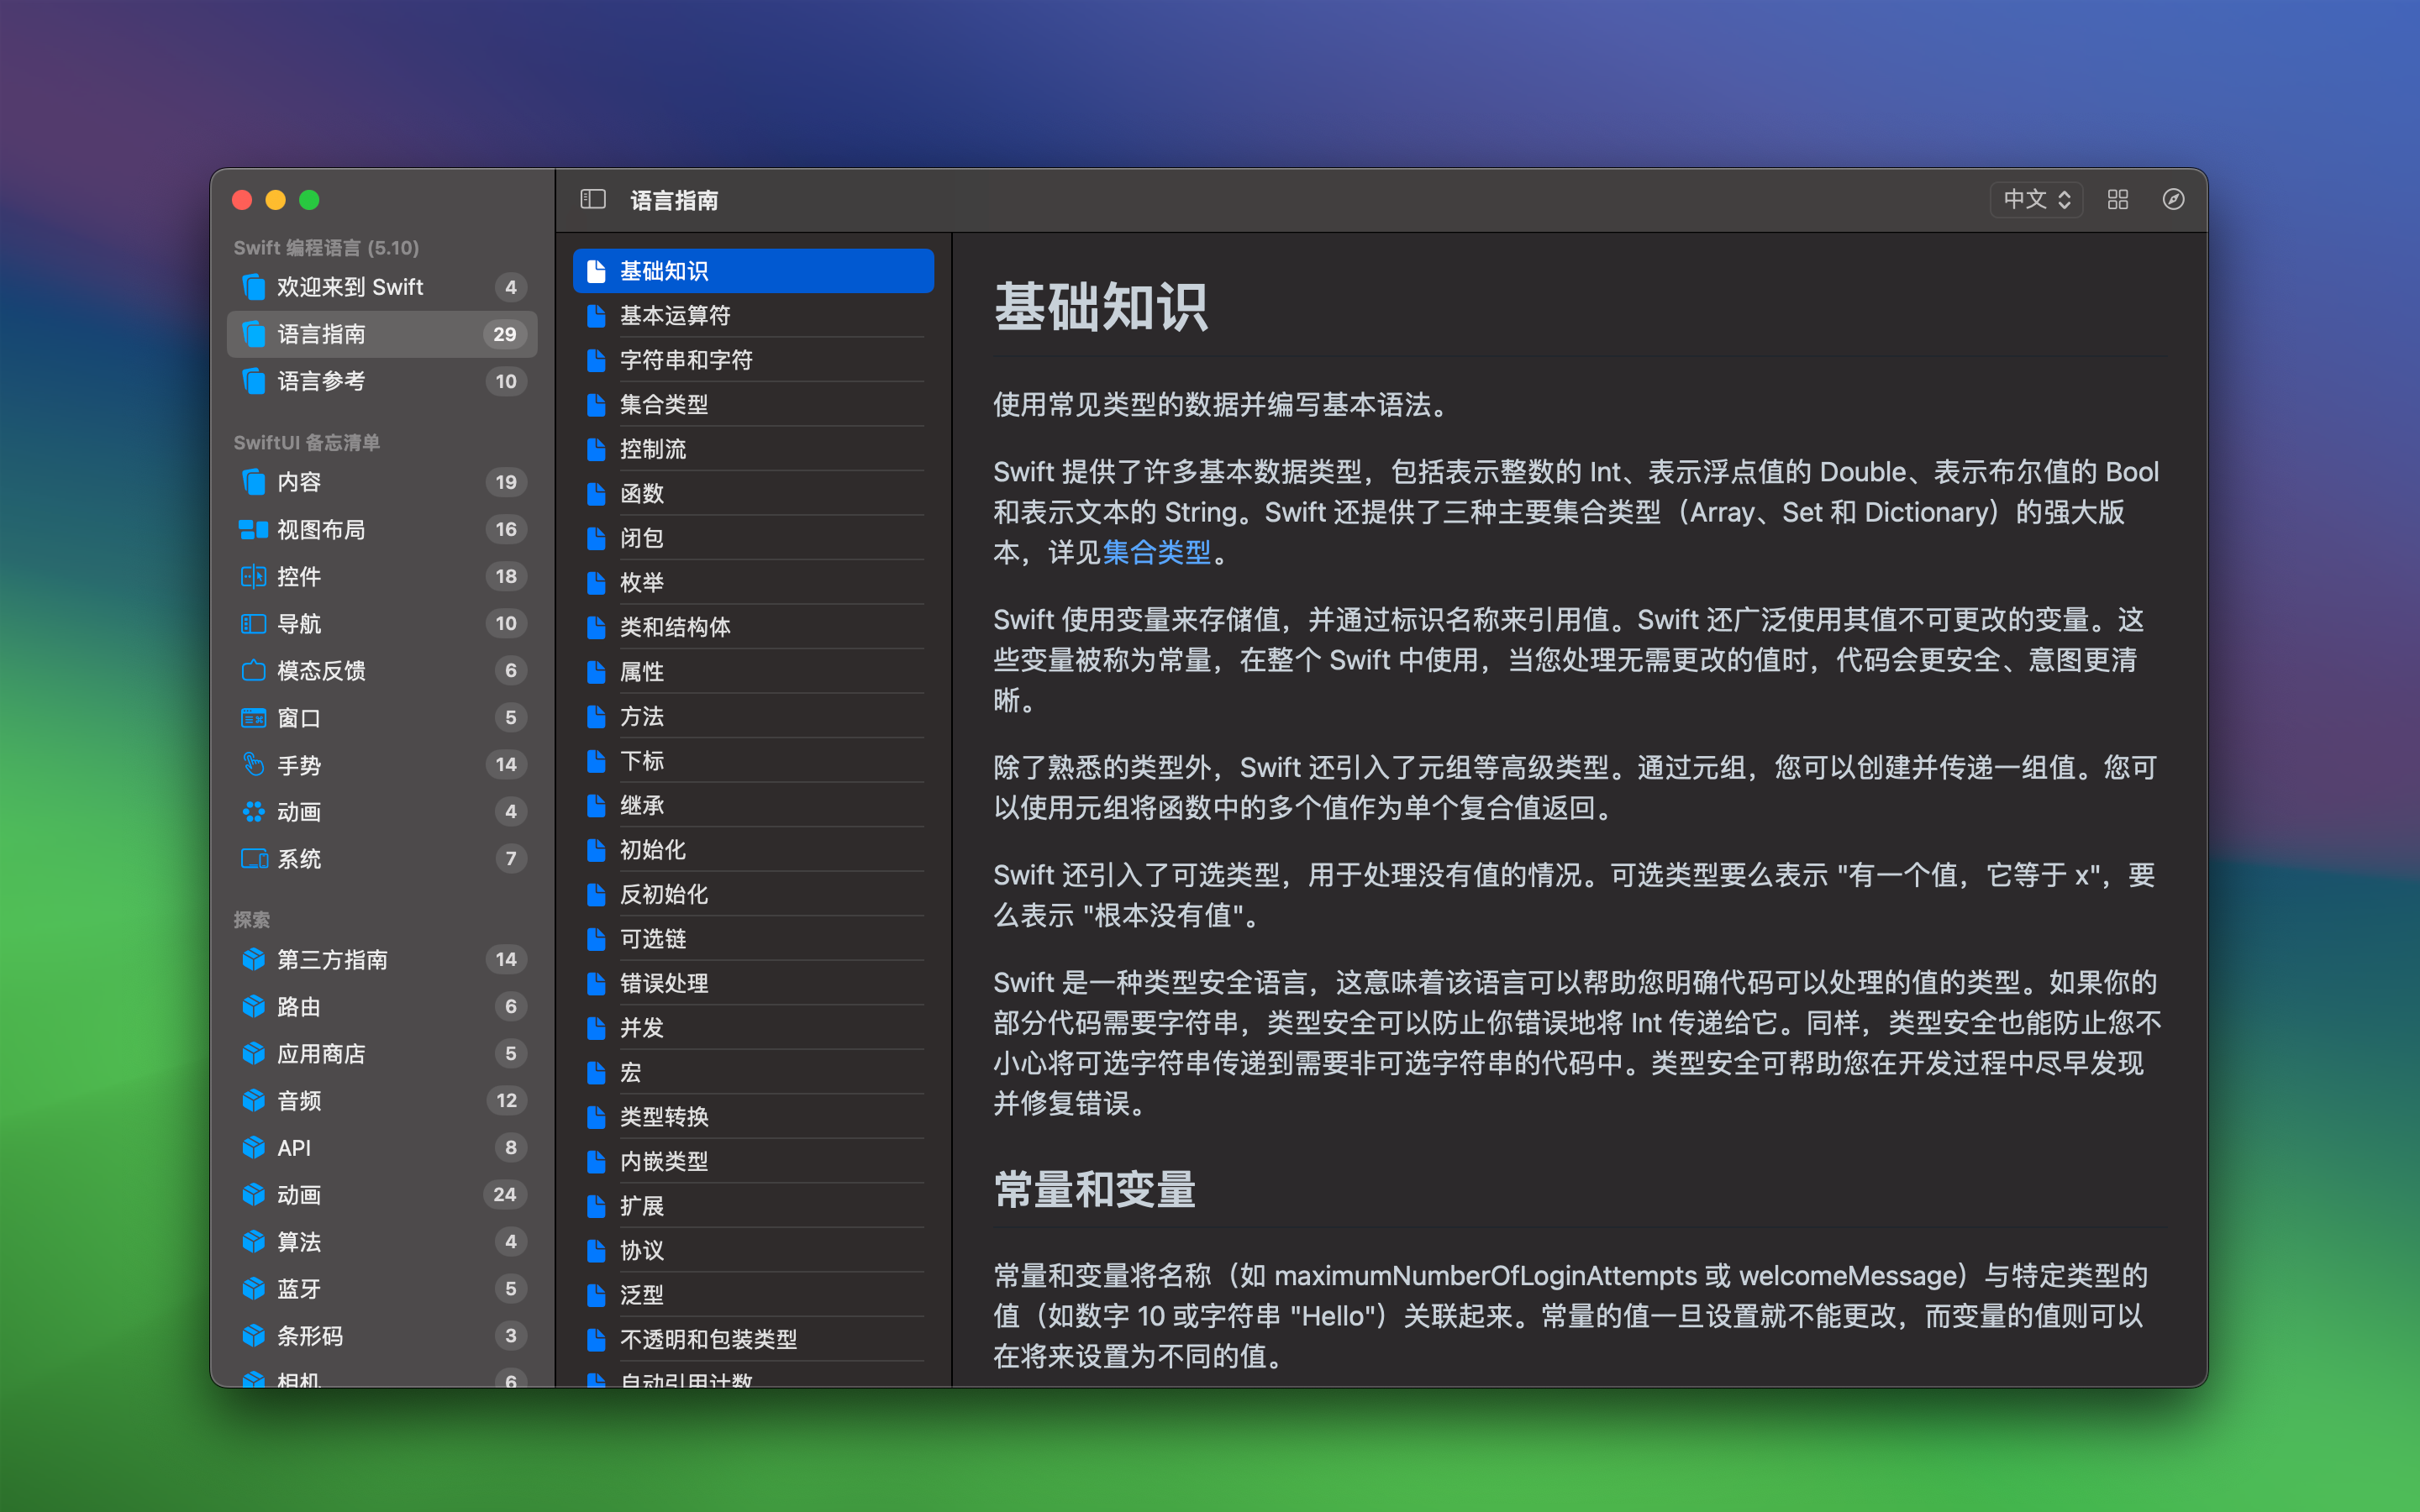 Swift 编程语言 (5.10)
欢迎来到 Swift 4
语言指南 29
语言参考 10
SwiftUI 备忘清单
内容 19
视图布局 16
控件 18
导航 10
模态反馈 6
窗口 5
手势 14
动画 4
系统 7
探索
第三方指南 14
路由 6
应用商店 5
音频 12
API 8
动画 24
算法 4
蓝牙 5
条形码 3
相机 6
语言指南
中文
基础知识
基本运算符
字符串和字符
集合类型
控制流
函数
闭包
枚举
类和结构体
属性
方法
下标
继承
初始化
反初始化
可选链
错误处理
并发
宏
类型转换
内嵌类型
扩展
协议
泛型
不透明和包装类型
自动引用计数
基础知识
使用常见类型的数据并编写基本语法。
Swift 提供了许多基本数据类型，包括表示整数的 Int、表示浮点值的 Double、表示布尔值的 Bool
和表示文本的 String。Swift 还提供了三种主要集合类型（Array、Set 和 Dictionary）的强大版
本，详见集合类型。
Swift 使用变量来存储值，并通过标识名称来引用值。Swift 还广泛使用其值不可更改的变量。这
些变量被称为常量，在整个 Swift 中使用，当您处理无需更改的值时，代码会更安全、意图更清
晰。
除了熟悉的类型外，Swift 还引入了元组等高级类型。通过元组，您可以创建并传递一组值。您可
以使用元组将函数中的多个值作为单个复合值返回。
Swift 还引入了可选类型，用于处理没有值的情况。可选类型要么表示 "有一个值，它等于 x"，要
么表示 "根本没有值"。
Swift 是一种类型安全语言，这意味着该语言可以帮助您明确代码可以处理的值的类型。如果你的
部分代码需要字符串，类型安全可以防止你错误地将 Int 传递给它。同样，类型安全也能防止您不
小心将可选字符串传递到需要非可选字符串的代码中。类型安全可帮助您在开发过程中尽早发现
并修复错误。
常量和变量
常量和变量将名称（如 maximumNumberOfLoginAttempts 或 welcomeMessage）与特定类型的
值（如数字 10 或字符串 "Hello"）关联起来。常量的值一旦设置就不能更改，而变量的值则可以
在将来设置为不同的值。